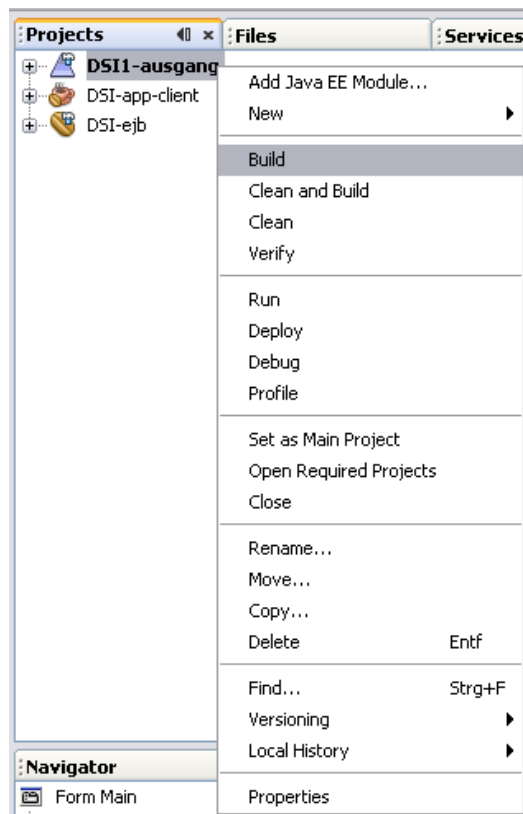 Projects
Files
Services
DSI1-ausgang
DSI-app-client
DSI-ejb
Add Java EE Module...
New
Build
Clean and Build
Clean
Verify
Run
Deploy
Debug
Profile
Set as Main Project
Open Required Projects
Close
Rename...
Move...
Copy...
Delete Entf
Find... Strg+F
Versioning
Local History
Properties
Navigator
Form Main